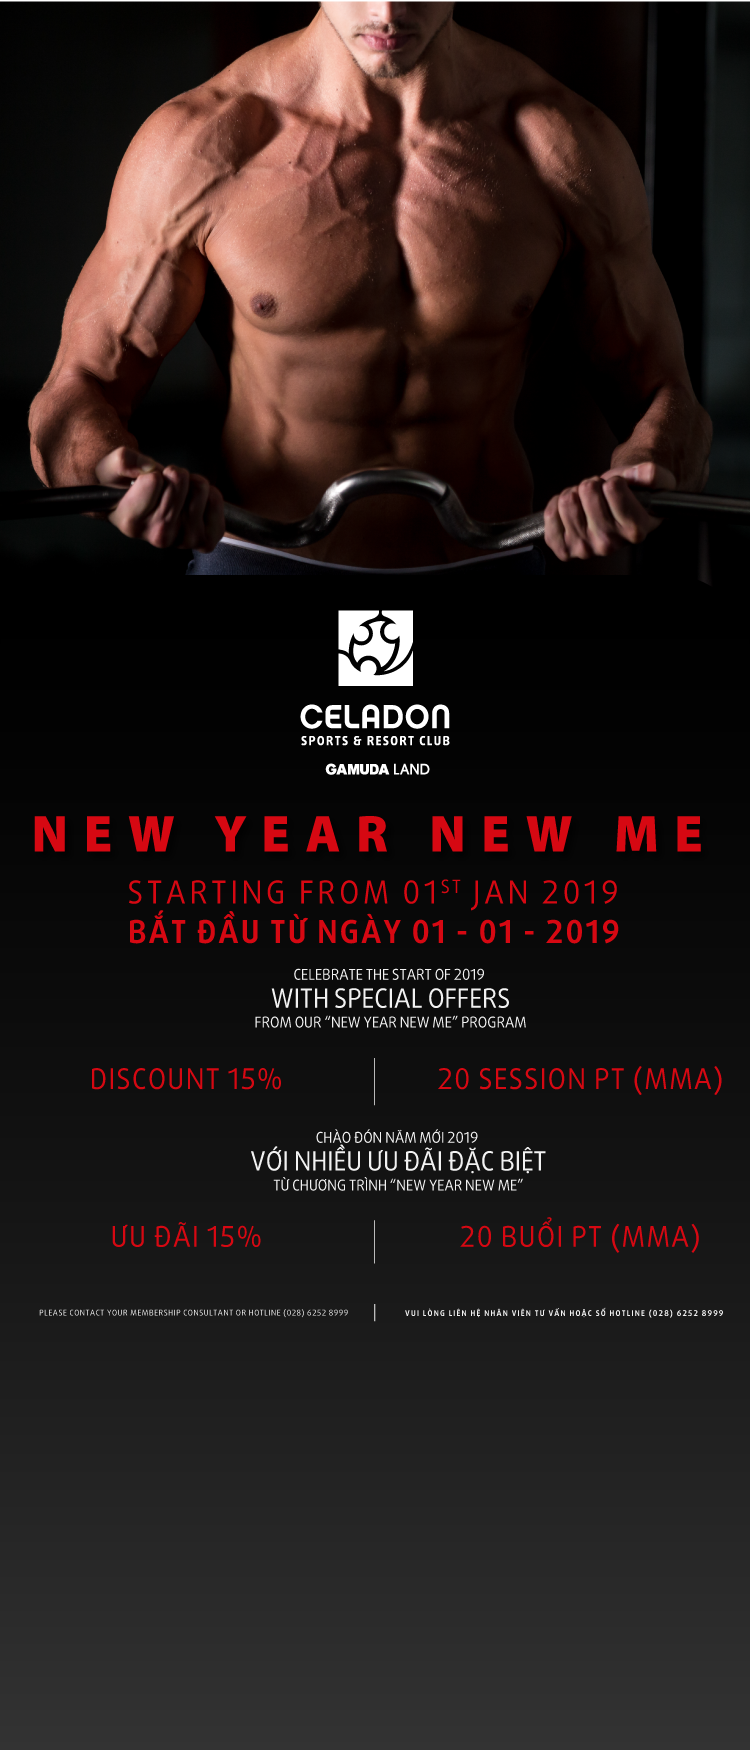 CELADON
SPORTS & RESORT CLUB
GAMUDA LAND
NEW YEAR NEW ME
STARTING FROM 01ST JAN 2019
BẮT ĐẦU TỪ NGÀY 01 - 01 - 2019
CELEBRATE THE START OF 2019
WITH SPECIAL OFFERS
FROM OUR “NEW YEAR NEW ME” PROGRAM
DISCOUNT 15%
20 SESSION PT (MMA)
CHÀO ĐÓN NĂM MỚI 2019
VỚI NHIỀU ƯU ĐÃI ĐẶC BIỆT
TỪ CHƯƠNG TRÌNH “NEW YEAR NEW ME”
ƯU ĐÃI 15%
20 BUỔI PT (MMA)
PLEASE CONTACT YOUR MEMBERSHIP CONSULTANT OR HOTLINE (028) 6252 8999
VUI LÒNG LIÊN HỆ NHÂN VIÊN TƯ VẤN HOẶC SỐ HOTLINE (028) 6252 8999